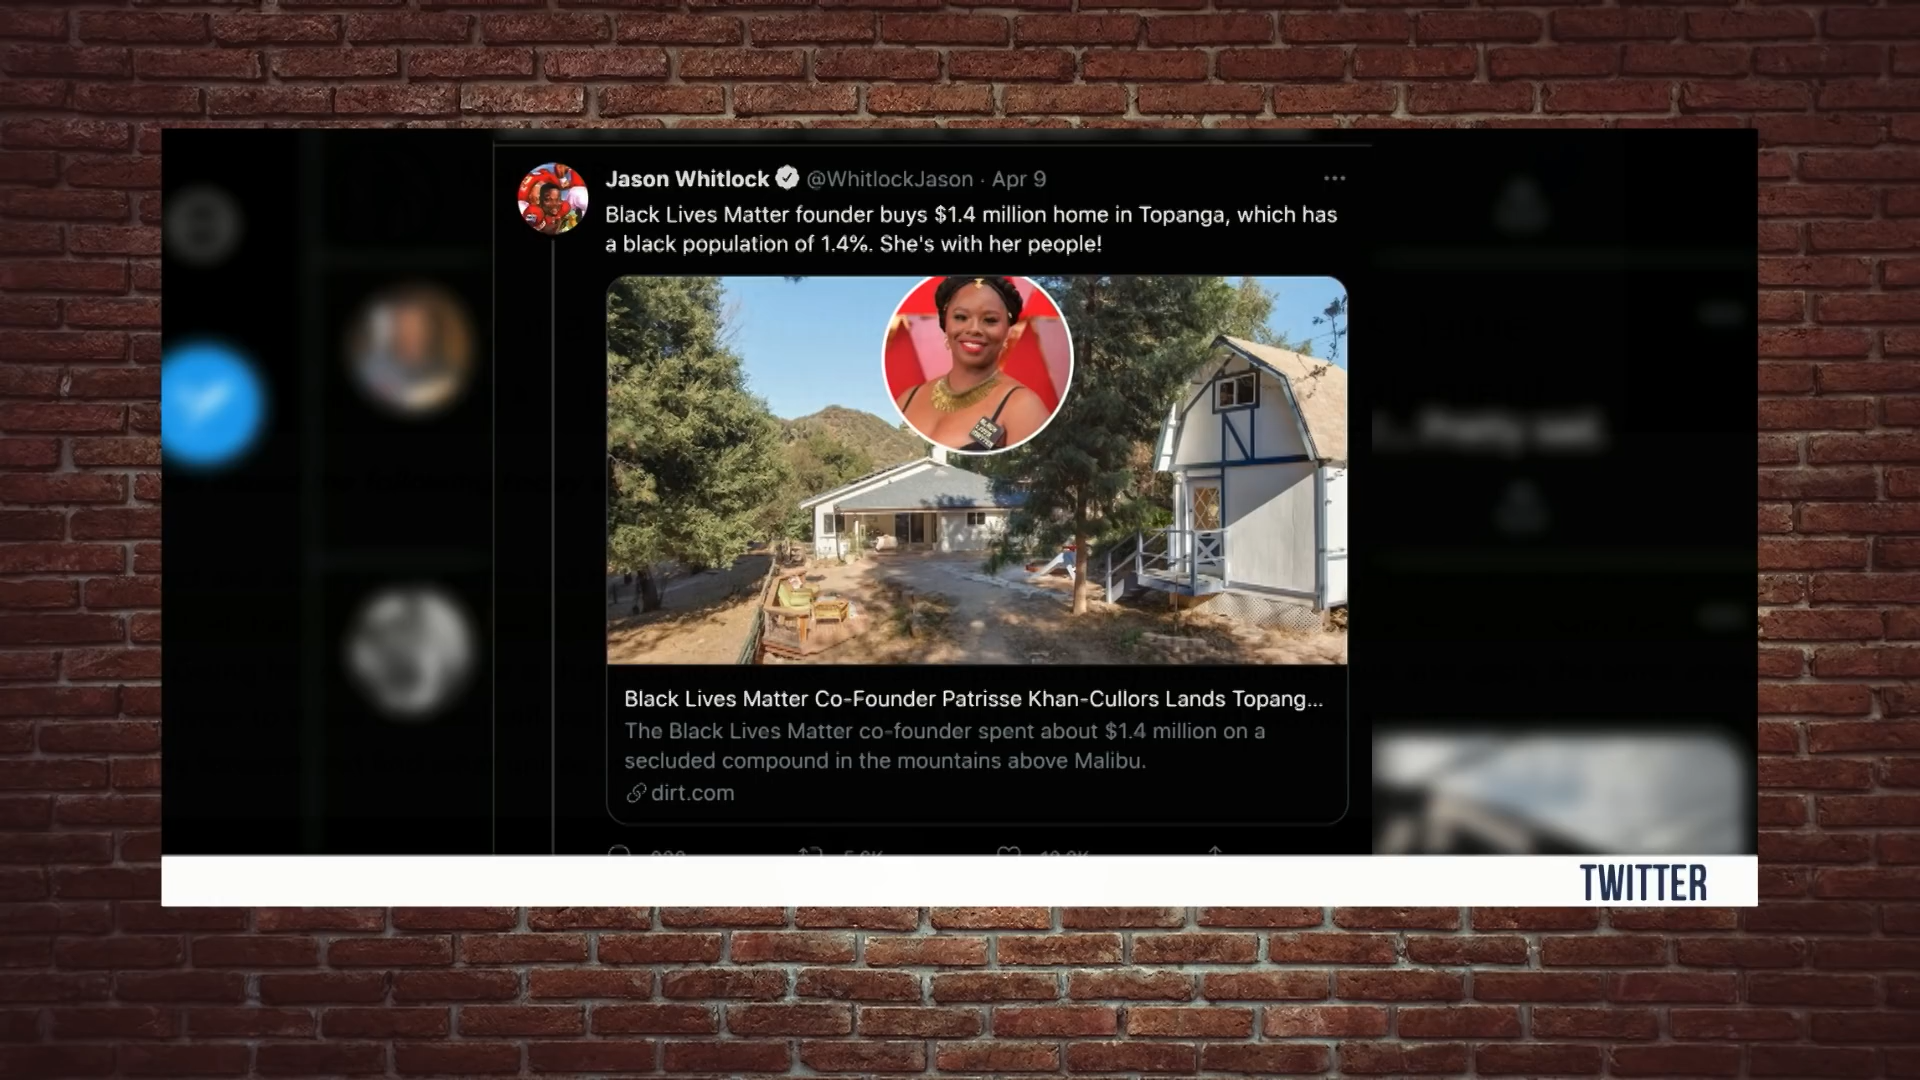 Jason Whitlock @WhitlockJason · Apr 9
Black Lives Matter founder buys $1.4 million home in Topanga, which has
a black population of 1.4%. She's with her people!
BLACK
LIVES
MATTER
Black Lives Matter Co-Founder Patrisse Khan-Cullors Lands Topang...
The Black Lives Matter co-founder spent about $1.4 million on a
secluded compound in the mountains above Malibu.
dirt.com
TWITTER